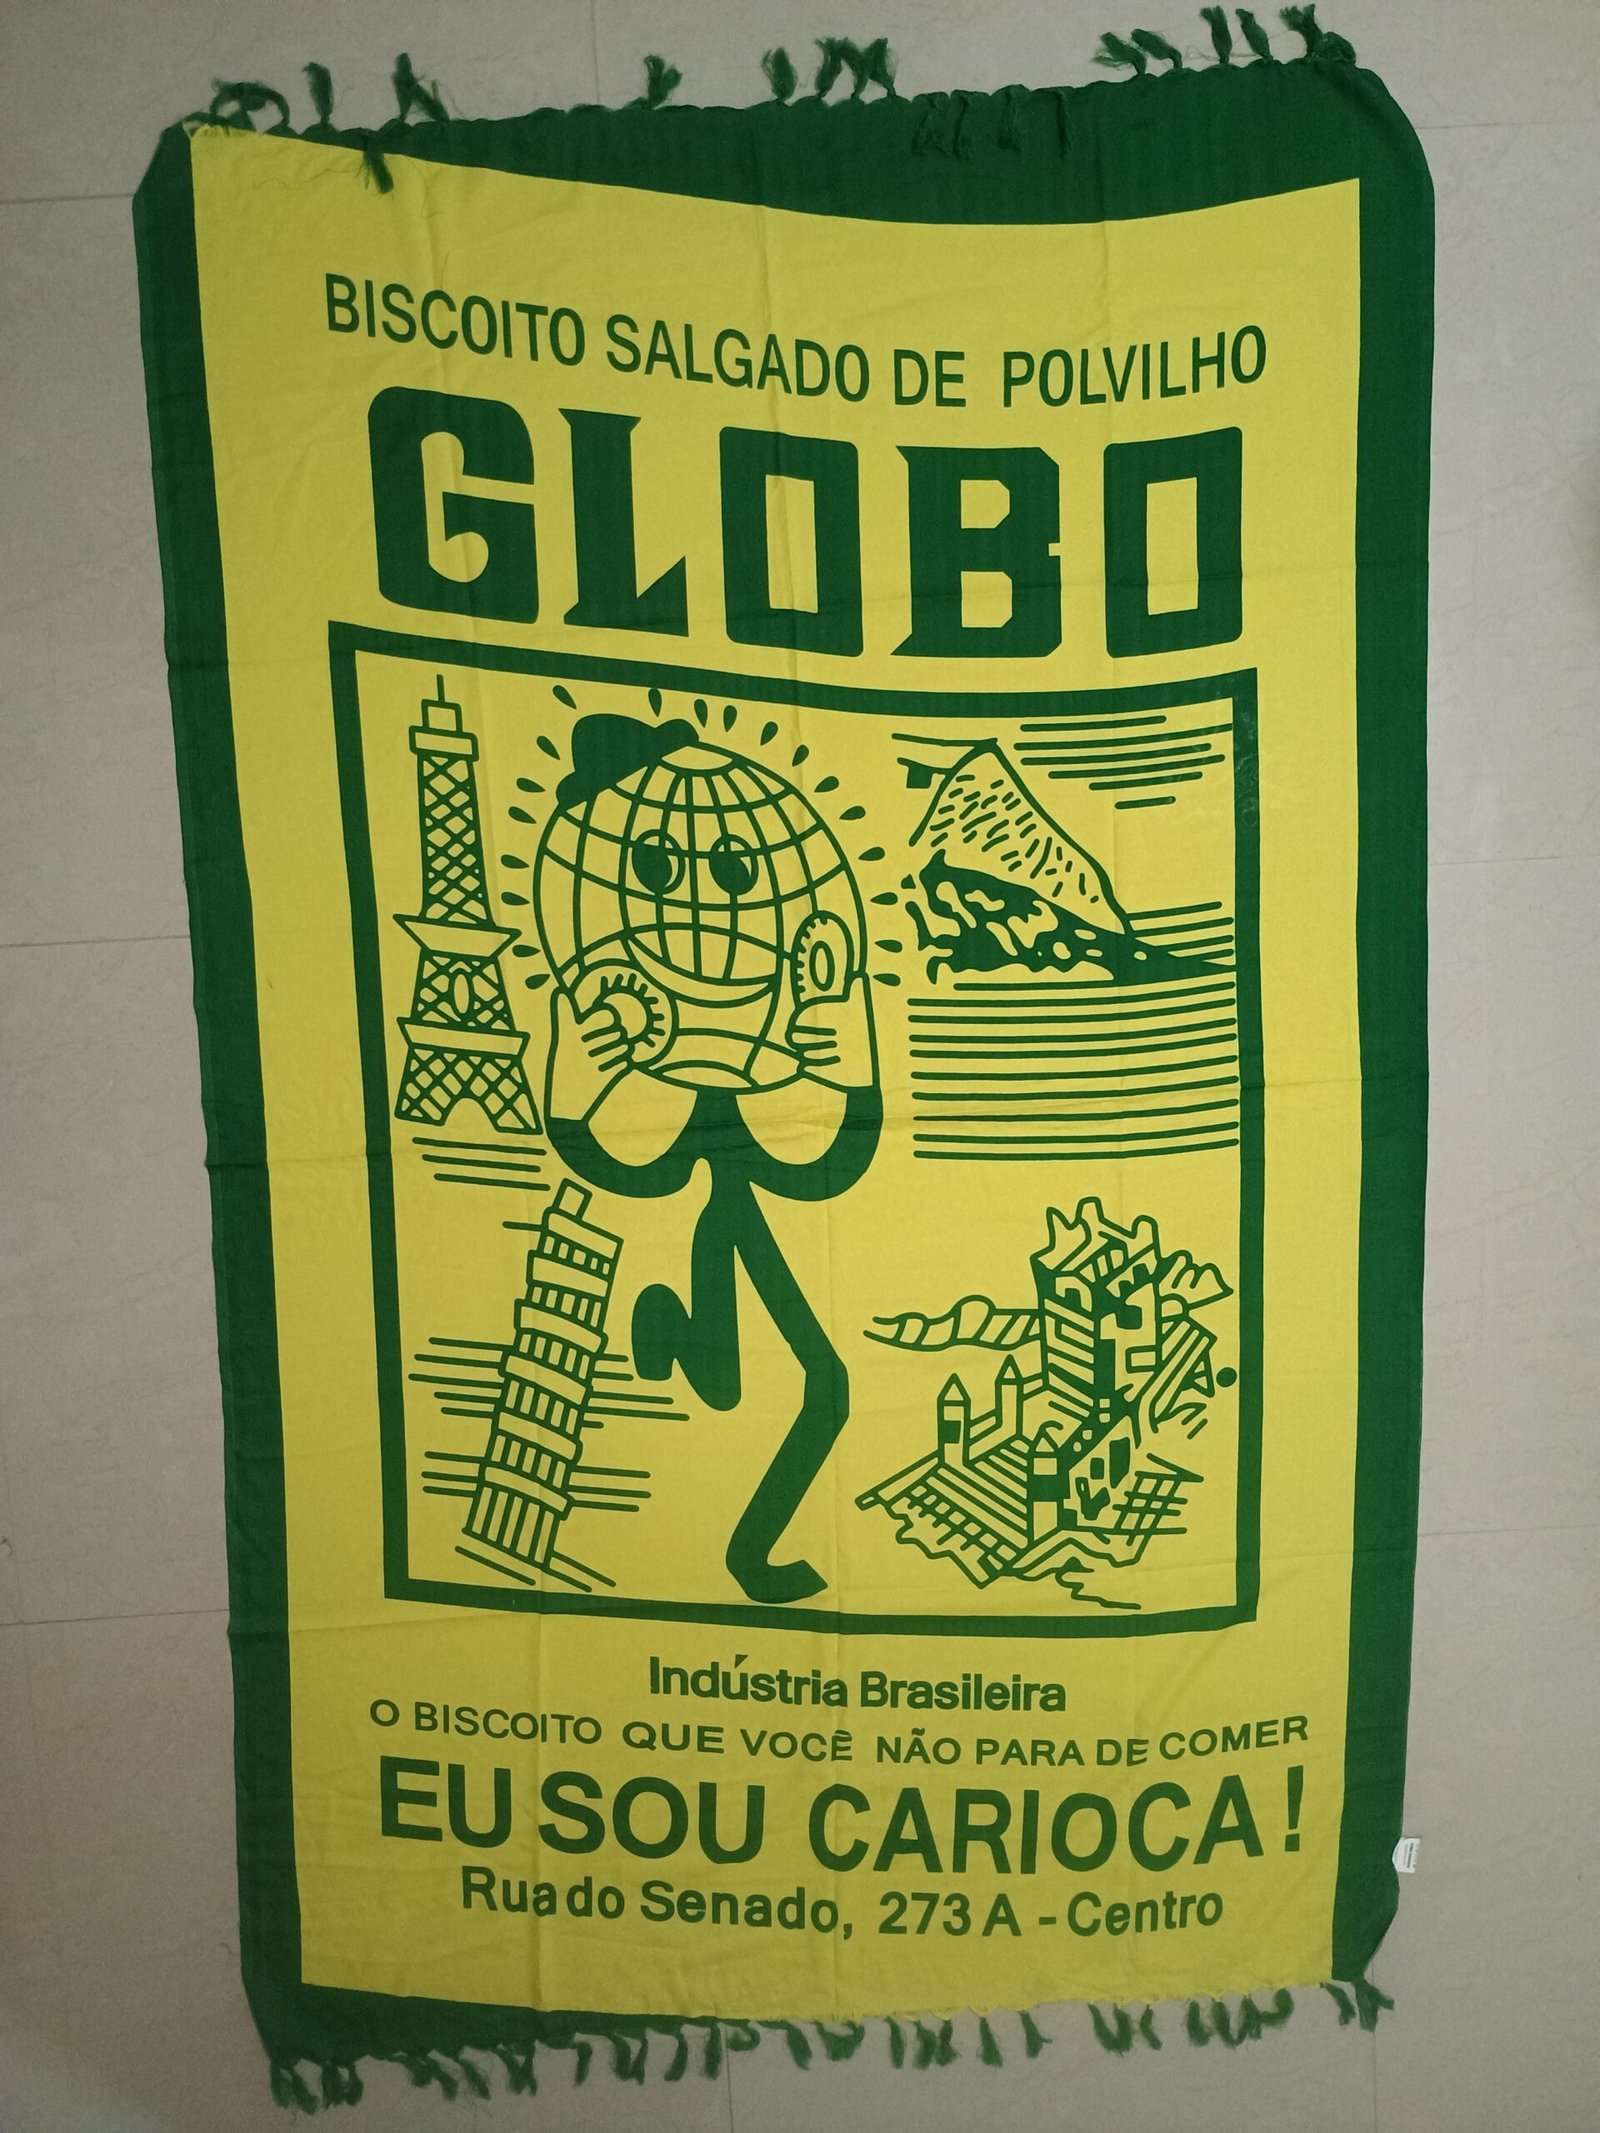 BISCOITO SALGADO DE POLVILHO
GLOBO
Indústria Brasileira
O BISCOITO QUE VOCÊ NÃO PARA DE COMER
EU SOU CARIOCA!
Rua do Senado, 273 A - Centro